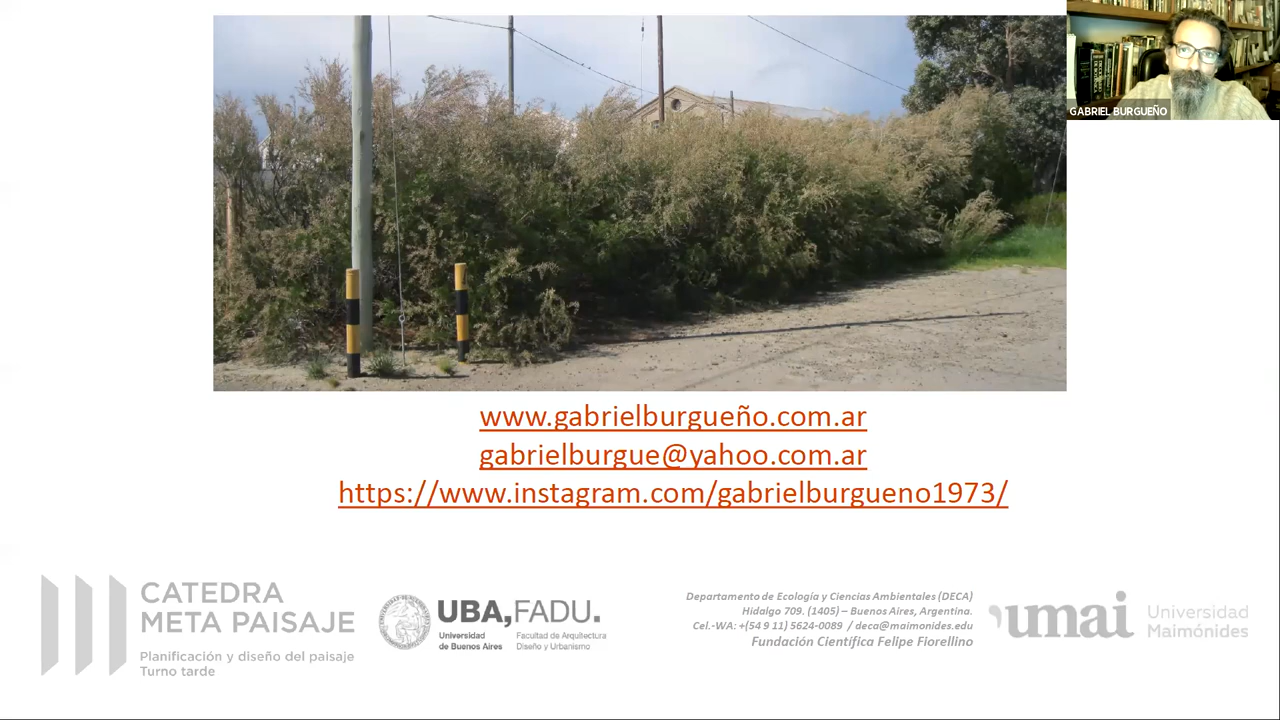 GABRIEL BURGUEÑO
www.gabrielburgueño.com.ar
gabrielburgue@yahoo.com.ar
https://www.instagram.com/gabrielburgueno1973/
CATEDRA
META PAISAJE
Planificación y diseño del paisaje
Turno tarde
UBA,FADU.
Universidad
de Buenos Aires
Facultad de Arquitectura
Diseño y Urbanismo
Departamento de Ecología y Ciencias Ambientales (DECA)
Hidalgo 709. (1405) – Buenos Aires, Argentina.
Cel.-WA: +(54 9 11) 5624-0089 / deca@maimonides.edu
Fundación Científica Felipe Fiorellino
umai
Universidad
Maimónides